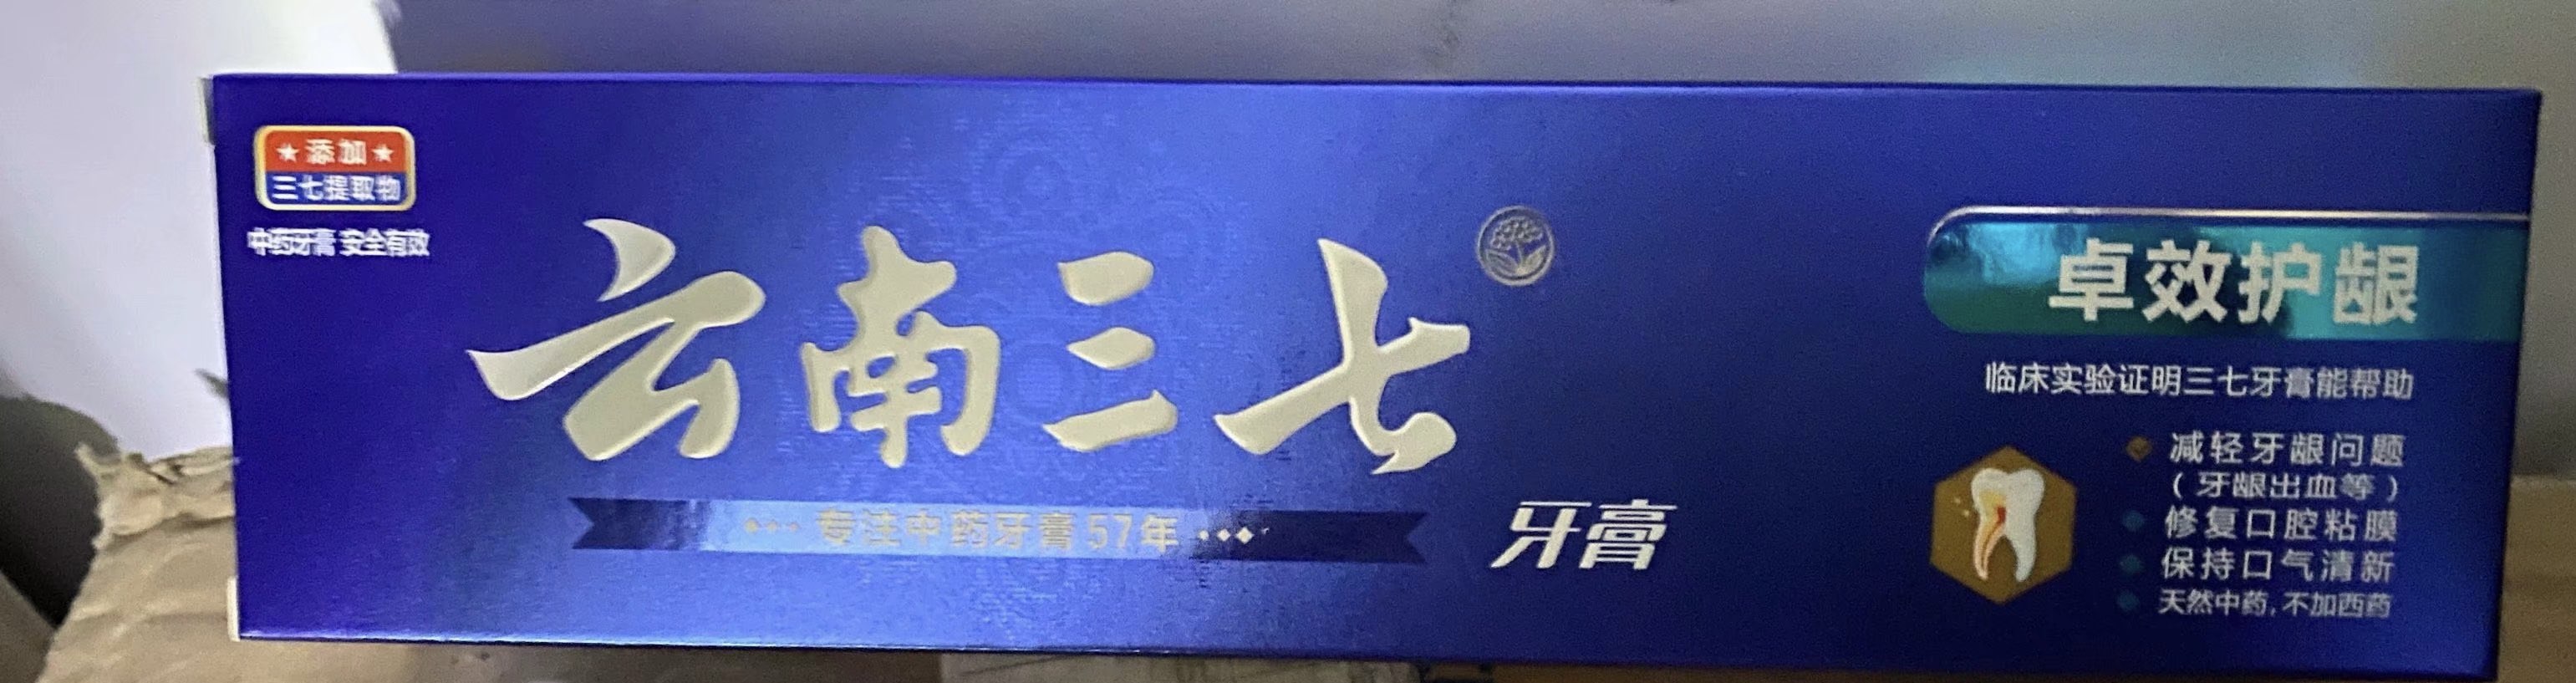 ★ 添加 ★
三七提取物
中药牙膏 安全有效
云南三七
专注中药牙膏57年
牙膏
卓效护龈
临床实验证明三七牙膏能帮助
减轻牙龈问题
(牙龈出血等)
修复口腔粘膜
保持口气清新
天然中药,不加西药